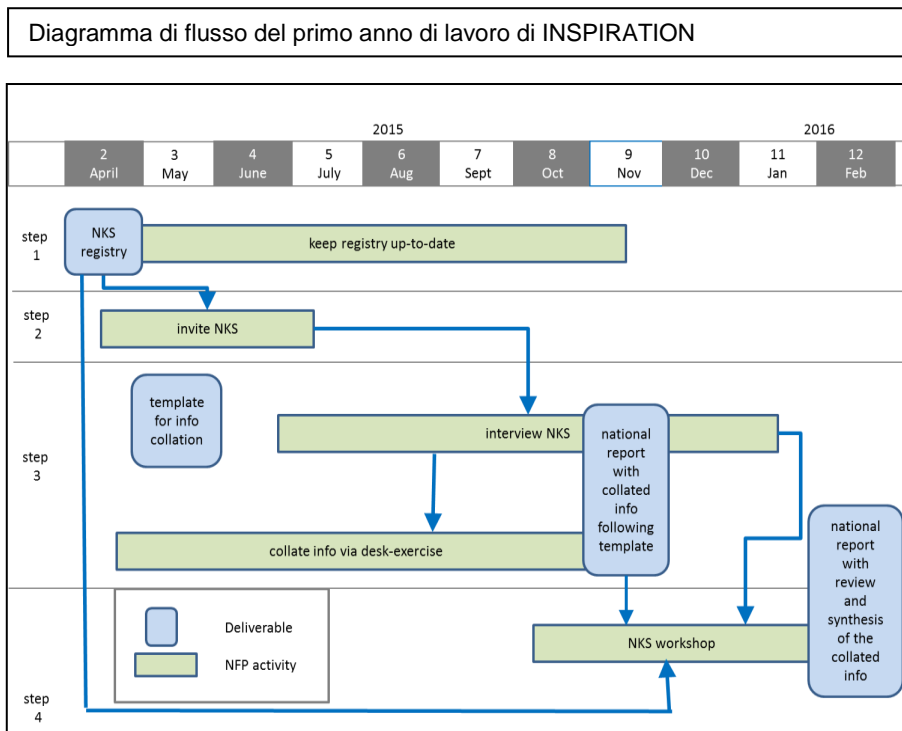 Diagramma di flusso del primo anno di lavoro di INSPIRATION
2015
2016
2
April
3
May
4
June
5
July
6
Aug
7
Sept
8
Oct
9
Nov
10
Dec
11
Jan
12
Feb
step
1
NKS
registry
keep registry up-to-date
step
2
invite NKS
step
3
template
for info
collation
interview NKS
national
report
with
collated
info
following
template
collate info via desk-exercise
national
report
with
review
and
synthesis
of the
collated
info
Deliverable
NFP activity
NKS workshop
step
4